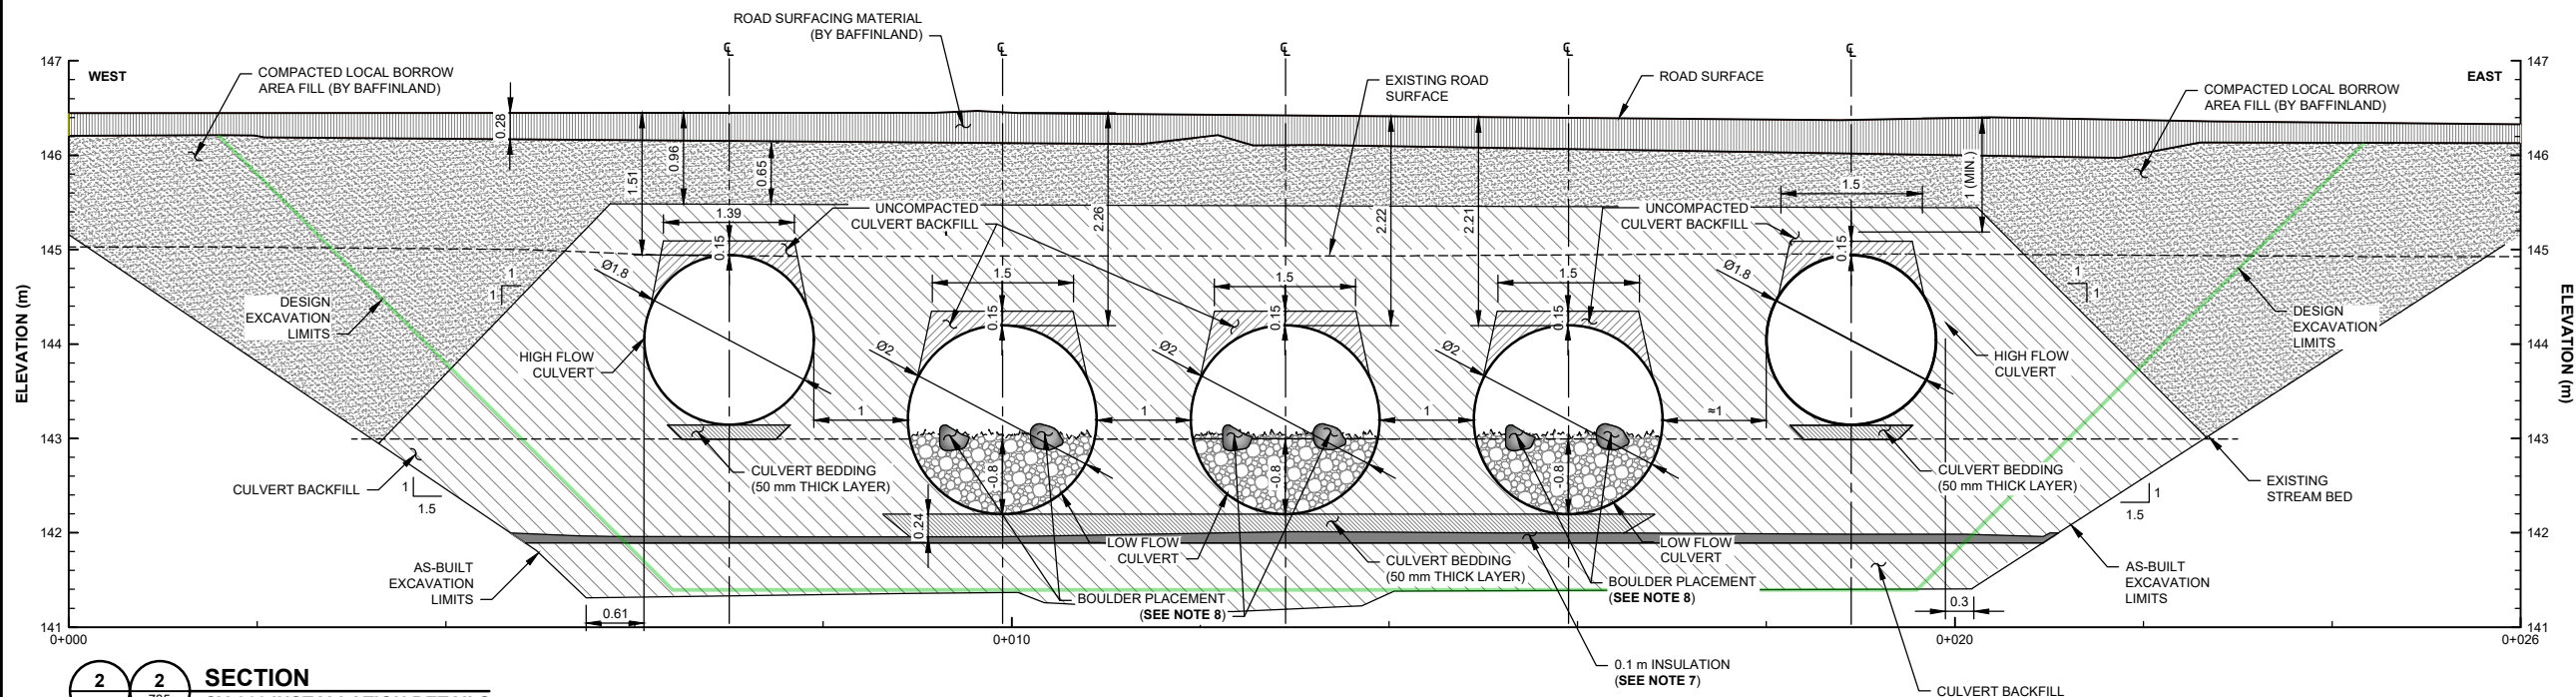 ROAD SURFACING MATERIAL
(BY BAFFINLAND)
℄
℄
℄
℄
℄
147
WEST
COMPACTED LOCAL BORROW
AREA FILL (BY BAFFINLAND)
EXISTING ROAD
SURFACE
ROAD SURFACE
EAST
147
COMPACTED LOCAL BORROW
AREA FILL (BY BAFFINLAND)
0.28
146
146
1.51
0.96
0.65
1 (MIN.)
1.39
UNCOMPACTED
CULVERT BACKFILL
2.26
2.22
2.21
UNCOMPACTED
CULVERT BACKFILL
1.5
145
0.15
0.15
145
Ø1.8
1.5
1.5
1.5
Ø1.8
1
1
1
1
DESIGN
EXCAVATION
LIMITS
0.15
0.15
0.15
DESIGN
EXCAVATION
LIMITS
ELEVATION (m)
ELEVATION (m)
144
HIGH FLOW
CULVERT
Ø2
Ø2
Ø2
HIGH FLOW
CULVERT
144
1
1
1
≈1
143
143
CULVERT BACKFILL
1
1.5
CULVERT BEDDING
(50 mm THICK LAYER)
-0.8
-0.8
-0.8
CULVERT BEDDING
(50 mm THICK LAYER)
EXISTING
STREAM BED
1
1.5
142
0.24
LOW FLOW
CULVERT
CULVERT BEDDING
(50 mm THICK LAYER)
LOW FLOW
CULVERT
142
AS-BUILT
EXCAVATION
LIMITS
BOULDER PLACEMENT
(SEE NOTE 8)
BOULDER PLACEMENT
(SEE NOTE 8)
AS-BUILT
EXCAVATION
LIMITS
0.61
0.3
141
141
0+000
0+010
0+020
0+026
0.1 m INSULATION
(SEE NOTE 7)
CULVERT BACKFILL
2
2
SECTION